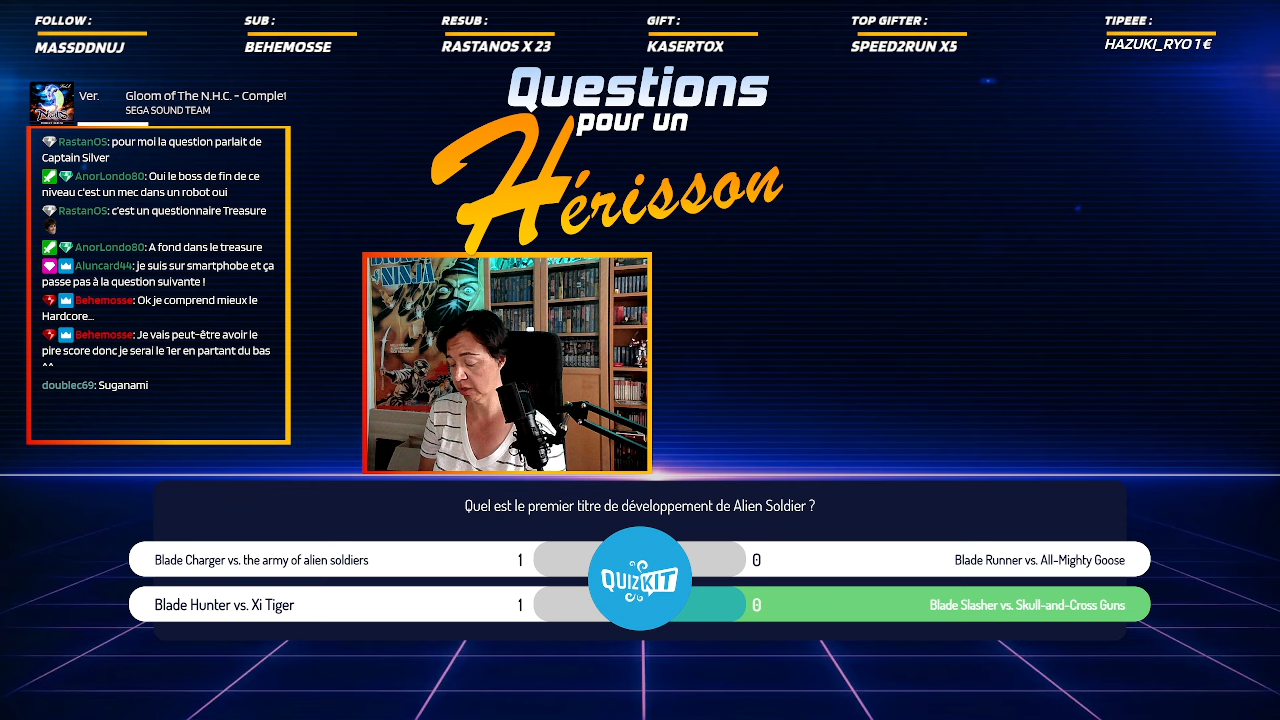 FOLLOW :
MASSDDNUJ
SUB :
BEHEMOSSE
RESUB :
RASTANOS X 23
GIFT :
KASERTOX
TOP GIFTER :
SPEED2RUN X5
TIPEEE :
HAZUKI_RYO 1 €
Ver.
Gloom of The N.H.C. - Complet
SEGA SOUND TEAM
Questions
pour un
Hérisson
RastanOS: pour moi la question parlait de
Captain Silver
AnorLondo80: Oui le boss de fin de ce
niveau c'est un mec dans un robot oui
RastanOS: c'est un questionnaire Treasure
AnorLondo80: A fond dans le treasure
Aluncard44: je suis sur smartphobe et ça
passe pas à la question suivante !
Behemosse: Ok je comprend mieux le
Hardcore...
Behemosse: Je vais peut-être avoir le
pire score donc je serai le 1er en partant du bas
^^
doublec69: Suganami
NINJA
Quel est le premier titre de développement de Alien Soldier ?
Blade Charger vs. the army of alien soldiers
1
0
Blade Runner vs. All-Mighty Goose
QUIZKIT
Blade Hunter vs. Xi Tiger
1
0
Blade Slasher vs. Skull-and-Cross Guns